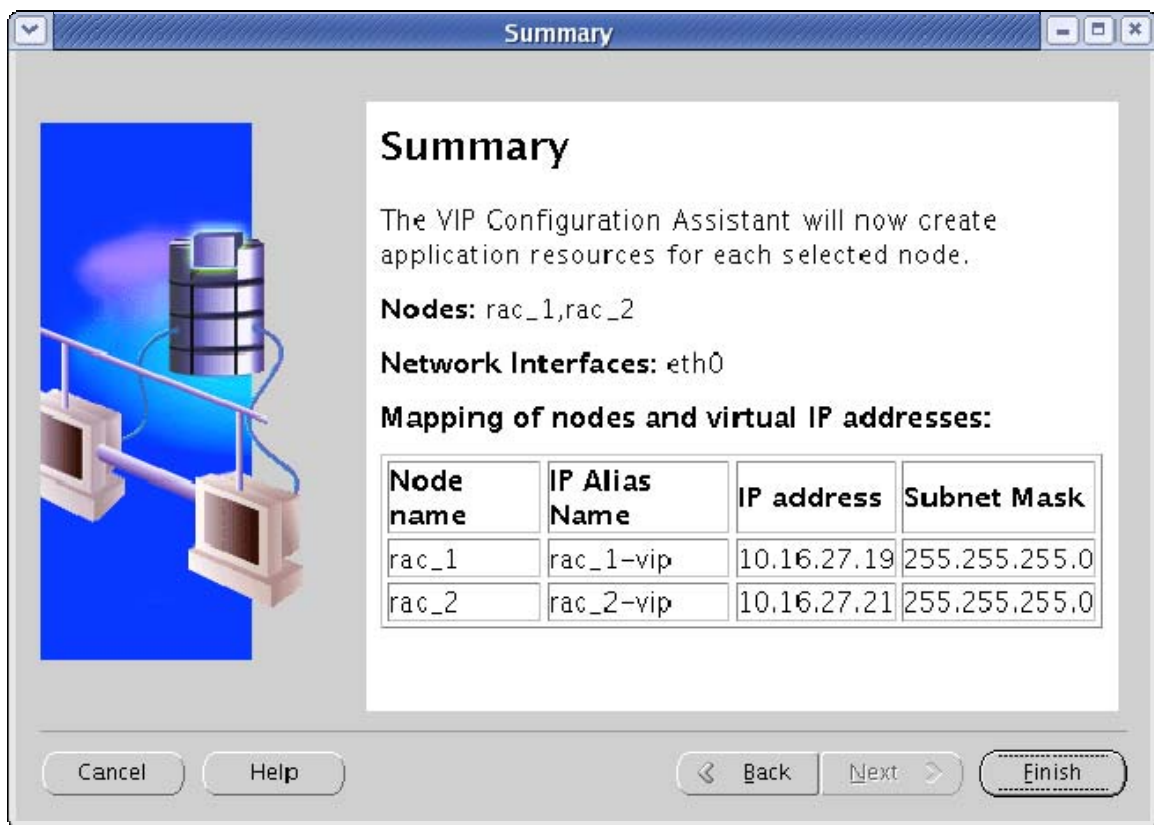 Summary
Summary
The VIP Configuration Assistant will now create
application resources for each selected node.
Nodes: rac_1,rac_2
Network Interfaces: eth0
Mapping of nodes and virtual IP addresses:
Node name IP Alias Name IP address Subnet Mask
rac_1 rac_1-vip 10.16.27.19 255.255.255.0
rac_2 rac_2-vip 10.16.27.21 255.255.255.0
Cancel Help Back Next Finish